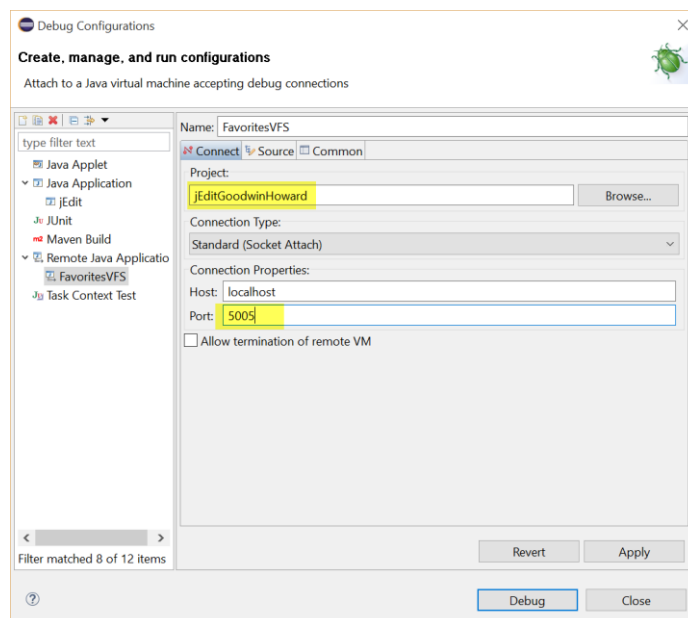 Debug Configurations
Create, manage, and run configurations
Attach to a Java virtual machine accepting debug connections
type filter text
Java Applet
Java Application
jEdit
JUnit
Maven Build
Remote Java Applicatio
FavoritesVFS
Task Context Test
Filter matched 8 of 12 items
Name: FavoritesVFS
Connect Source Common
Project:
jEditGoodwinHoward Browse...
Connection Type:
Standard (Socket Attach)
Connection Properties:
Host: localhost
Port: 5005
Allow termination of remote VM
Revert Apply
Debug Close